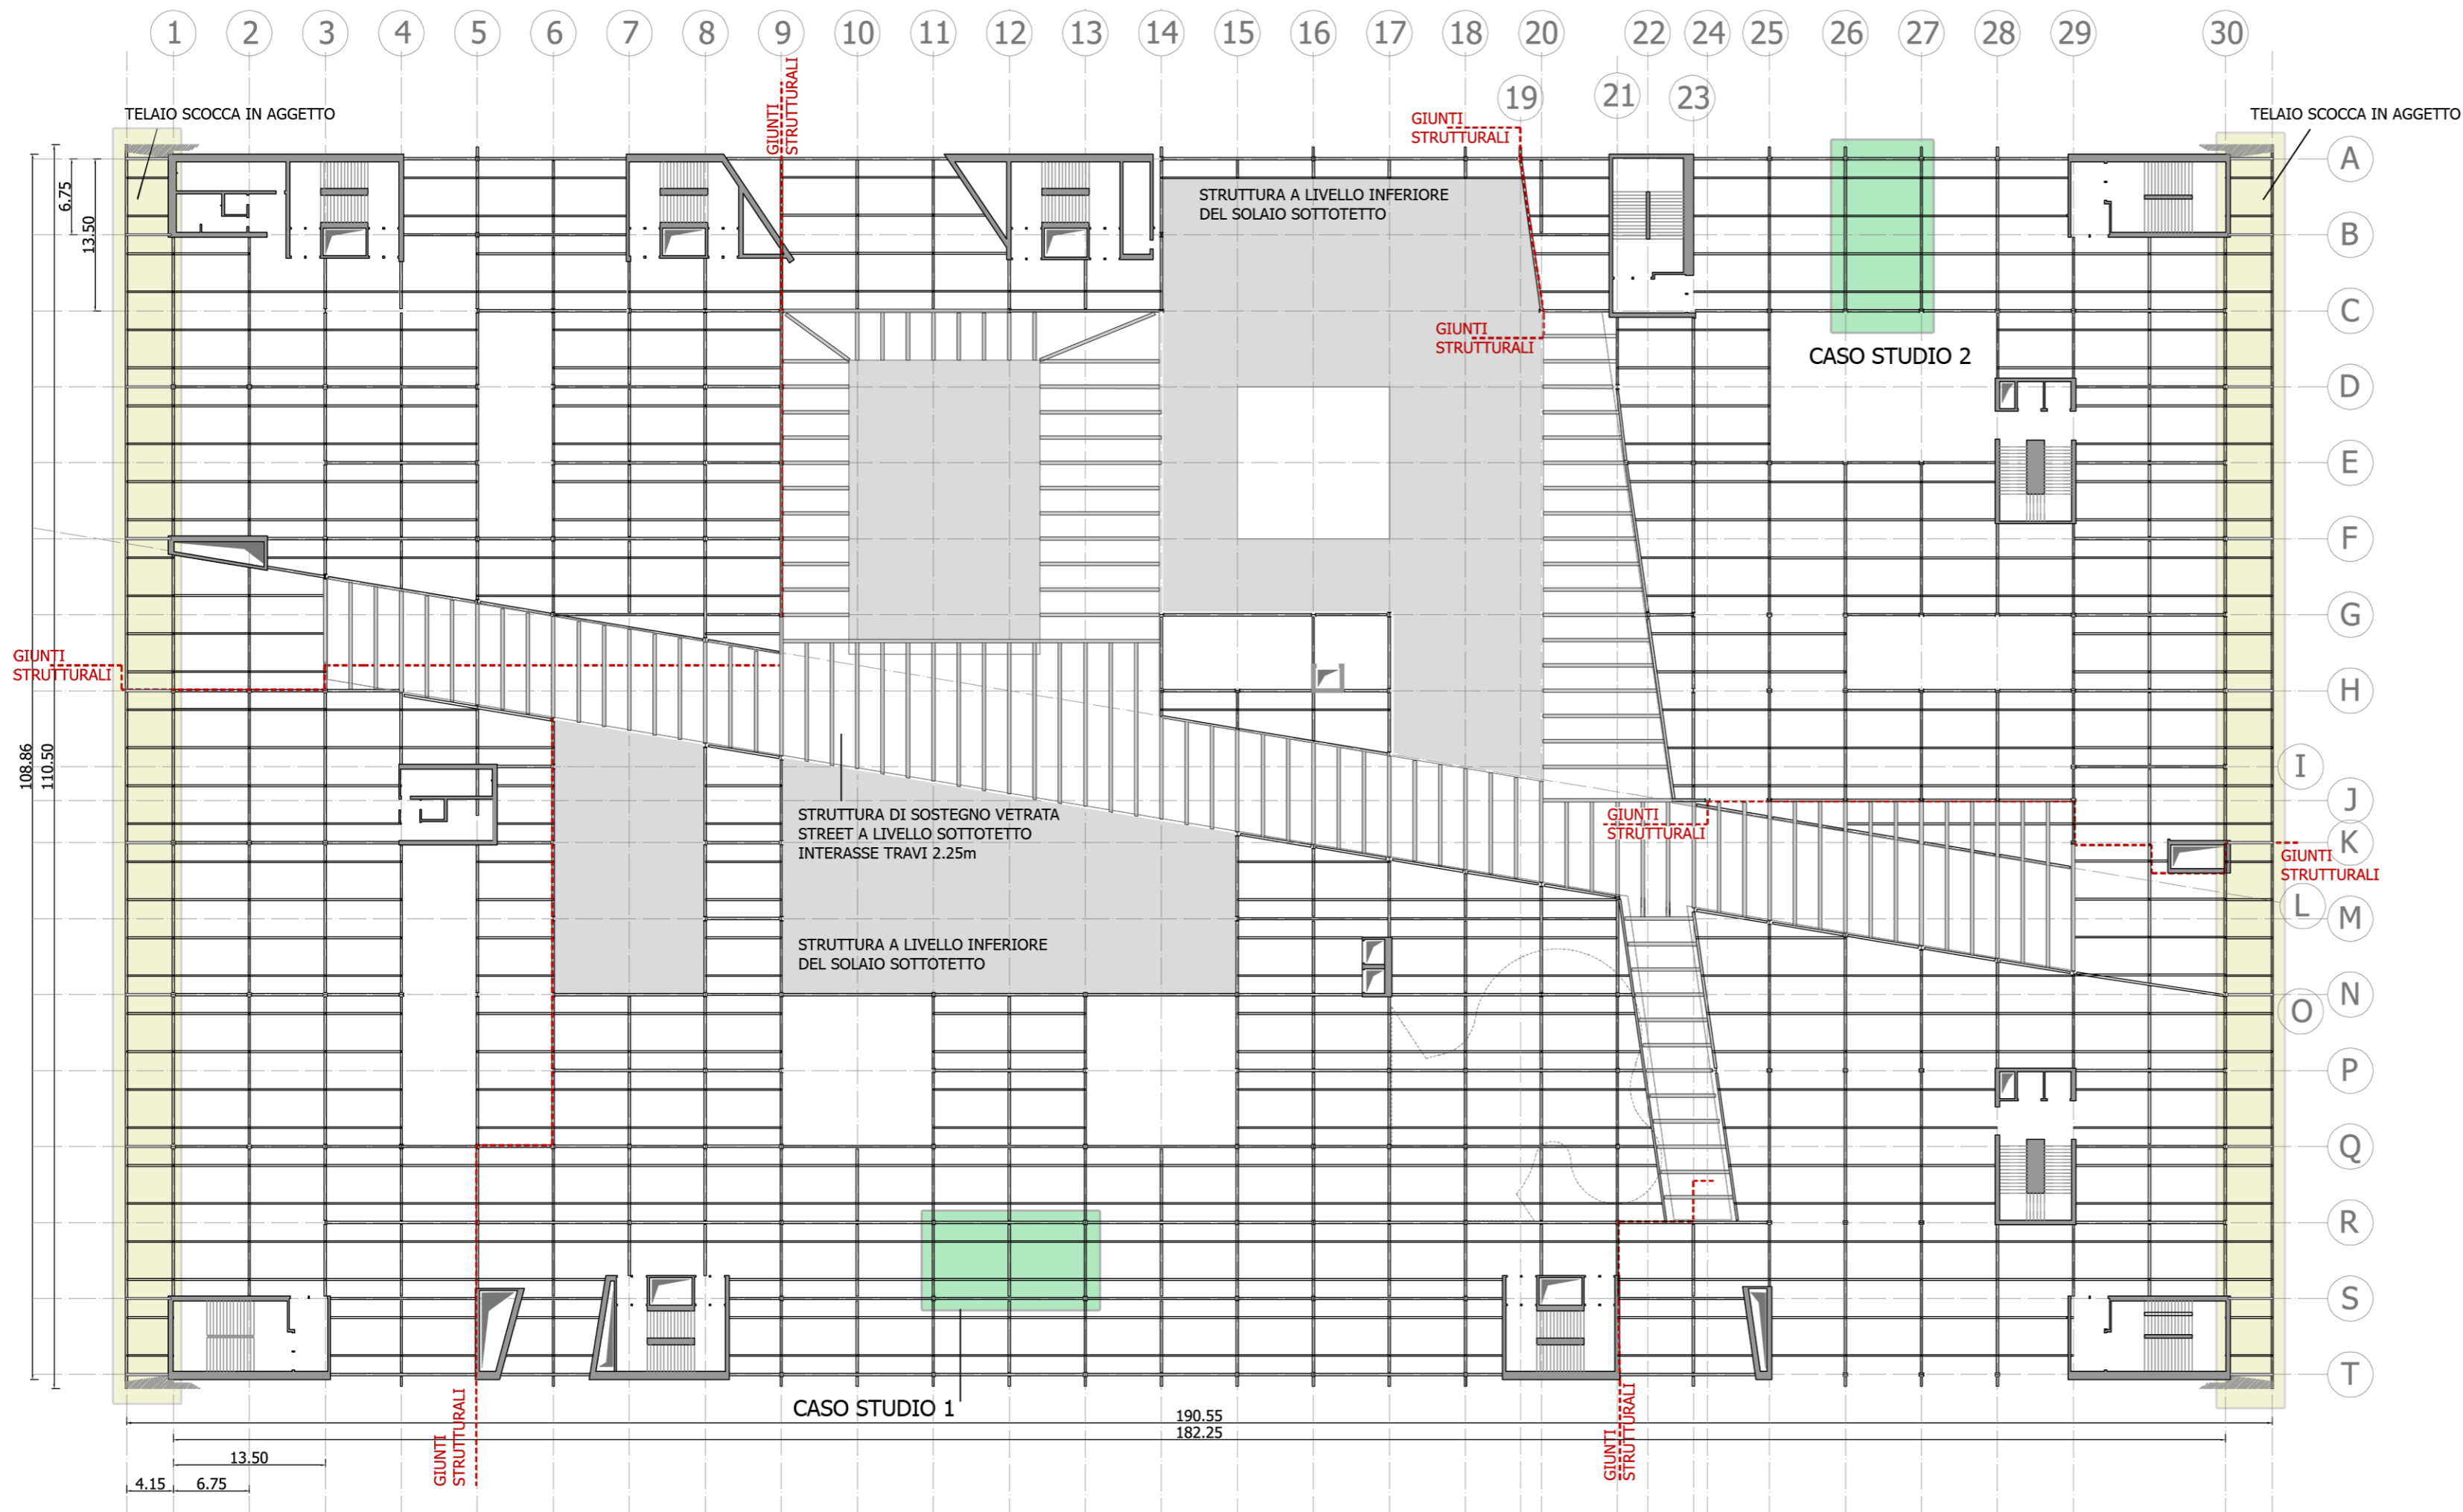 1 2 3 4 5 6 7 8 9 10 11 12 13 14 15 16 17 18 20 22 24 25 26 27 28 29 30
19 21 23
TELAIO SCOCCA IN AGGETTO
GIUNTI
STRUTTURALI
GIUNTI
STRUTTURALI
TELAIO SCOCCA IN AGGETTO
A
6.75
13.50
STRUTTURA A LIVELLO INFERIORE
DEL SOLAIO SOTTOTETTO
B
C
GIUNTI
STRUTTURALI
CASO STUDIO 2
D
E
F
G
GIUNTI
STRUTTURALI
H
108.86
110.50
I
J
STRUTTURA DI SOSTEGNO VETRATA
STREET A LIVELLO SOTTOTETTO
INTERASSE TRAVI 2.25m
GIUNTI
STRUTTURALI
K
GIUNTI
STRUTTURALI
L
M
STRUTTURA A LIVELLO INFERIORE
DEL SOLAIO SOTTOTETTO
N
O
P
Q
R
S
T
CASO STUDIO 1
GIUNTI
STRUTTURALI
GIUNTI
STRUTTURALI
190.55
182.25
13.50
4.15 6.75